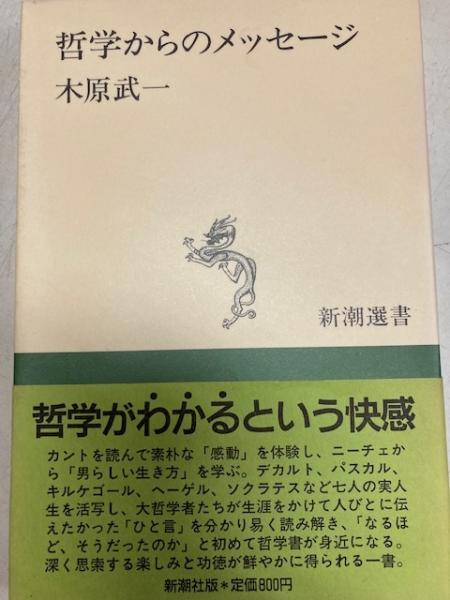 哲学からのメッセージ
木原武一
新潮選書
哲学がわかるという快感
カントを読んで素朴な「感動」を体験し、ニーチェか
ら「男らしい生き方」を学ぶ。デカルト、パスカル、
キルケゴール、ヘーゲル、ソクラテスなど七人の実人
生を活写し、大哲学者たちが生涯をかけて人びとに伝
えたかった「ひと言」を分かり易く読み解き、「なるほ
ど、そうだったのか」と初めて哲学書が身近になる。
深く思索する楽しみと功徳が鮮やかに得られる一書。
新潮社版*定価800円